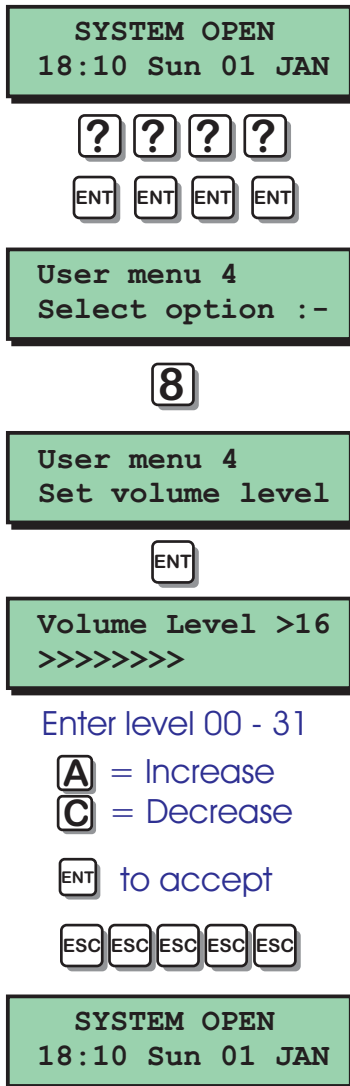 SYSTEM OPEN
18:10 Sun 01 JAN
? ? ? ?
ENT ENT ENT ENT
User menu 4
Select option :-
8
User menu 4
Set volume level
ENT
Volume Level >16
>>>>>>>>
Enter level 00 - 31
A = Increase
C = Decrease
ENT to accept
ESC ESC ESC ESC ESC
SYSTEM OPEN
18:10 Sun 01 JAN